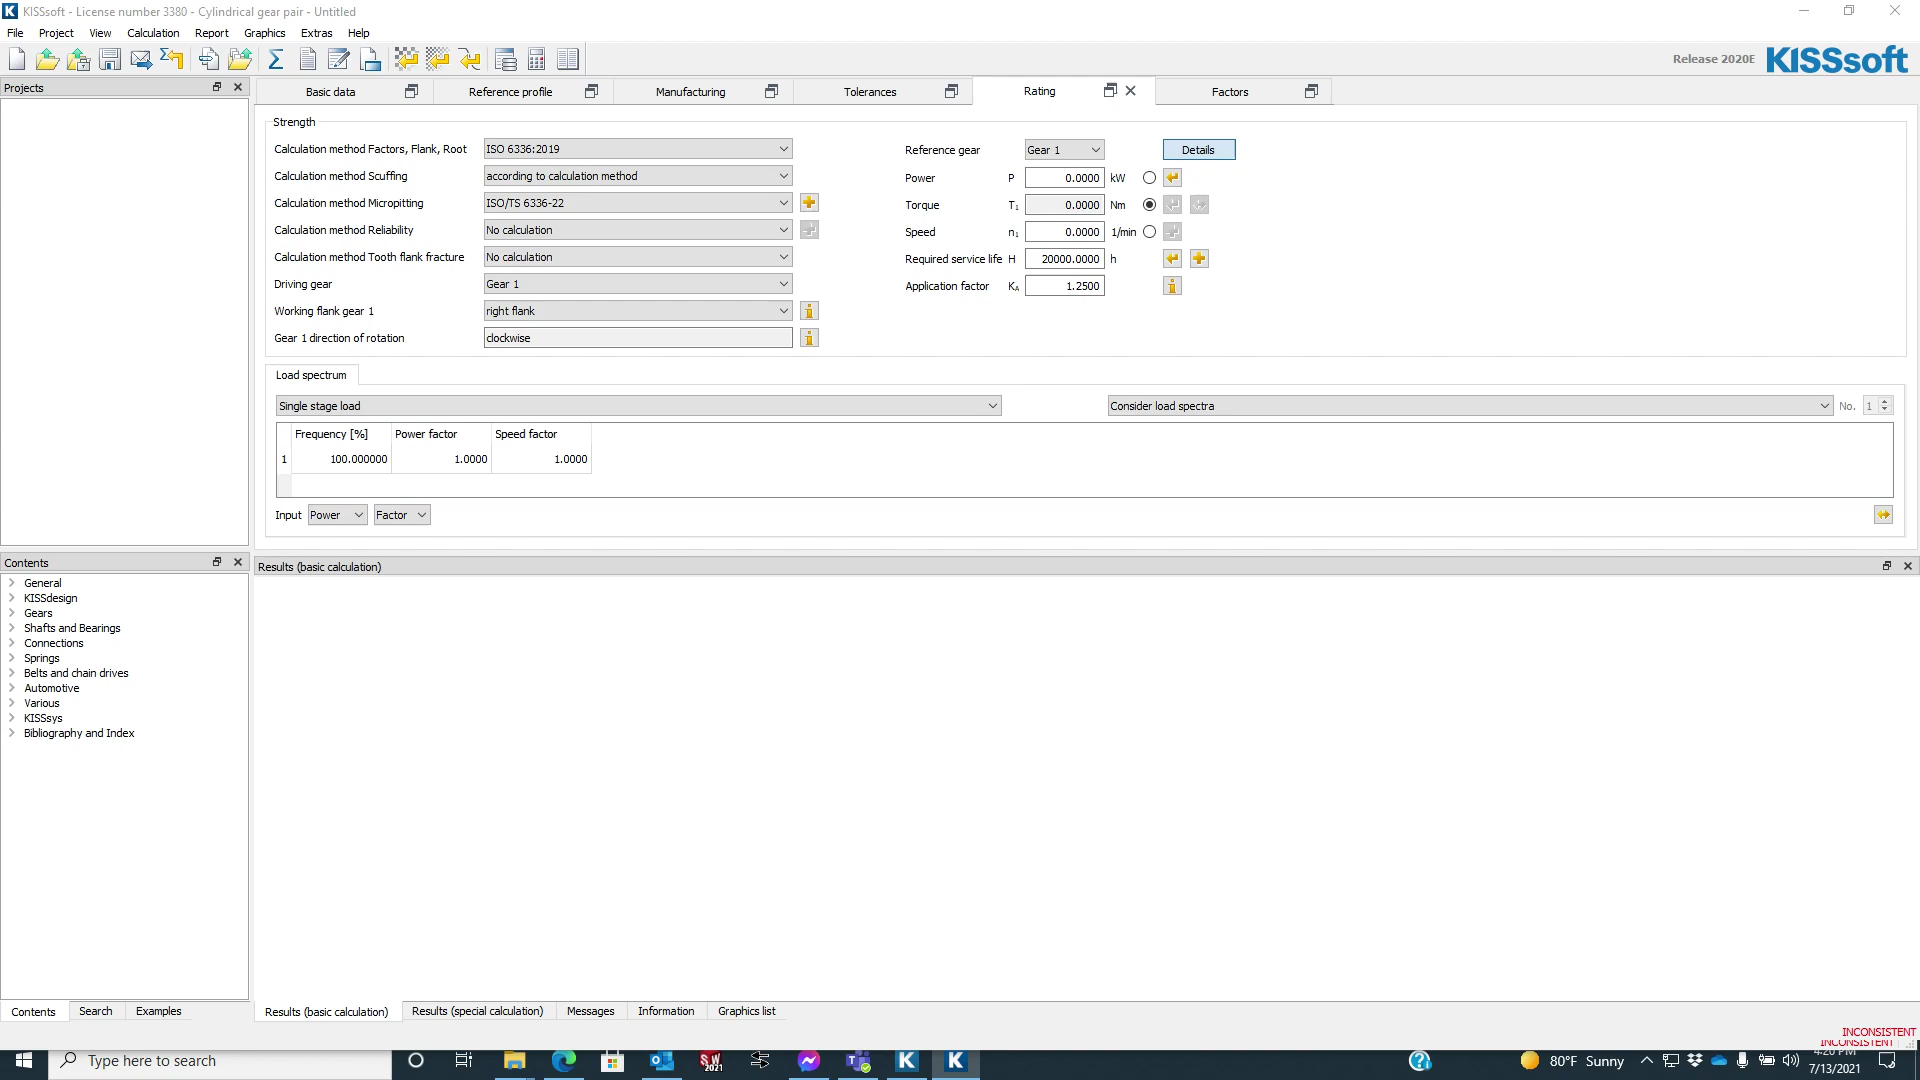 KISSsoft - License number 3380 - Cylindrical gear pair - Untitled
File Project View Calculation Report Graphics Extras Help
Release 2020E KISSsoft
Projects
Basic data Reference profile Manufacturing Tolerances Rating Factors
Strength
Calculation method Factors, Flank, Root ISO 6336:2019
Calculation method Scuffing according to calculation method
Calculation method Micropitting ISO/TS 6336-22
Calculation method Reliability No calculation
Calculation method Tooth flank fracture No calculation
Driving gear Gear 1
Working flank gear 1 right flank
Gear 1 direction of rotation clockwise
Reference gear Gear 1 Details
Power P 0.0000 kW
Torque T₁ 0.0000 Nm
Speed n₁ 0.0000 1/min
Required service life H 20000.0000 h
Application factor KA 1.2500
Load spectrum
Single stage load Consider load spectra No. 1
Frequency [%] Power factor Speed factor
1 100.000000 1.0000 1.0000
Input Power Factor
Contents
General
KISSdesign
Gears
Shafts and Bearings
Connections
Springs
Belts and chain drives
Automotive
Various
KISSsys
Bibliography and Index
Results (basic calculation)
Contents Search Examples
Results (basic calculation) Results (special calculation) Messages Information Graphics list
INCONSISTENT
INCONSISTENT
Type here to search
SW 2021
80°F Sunny
4:20 PM
7/13/2021